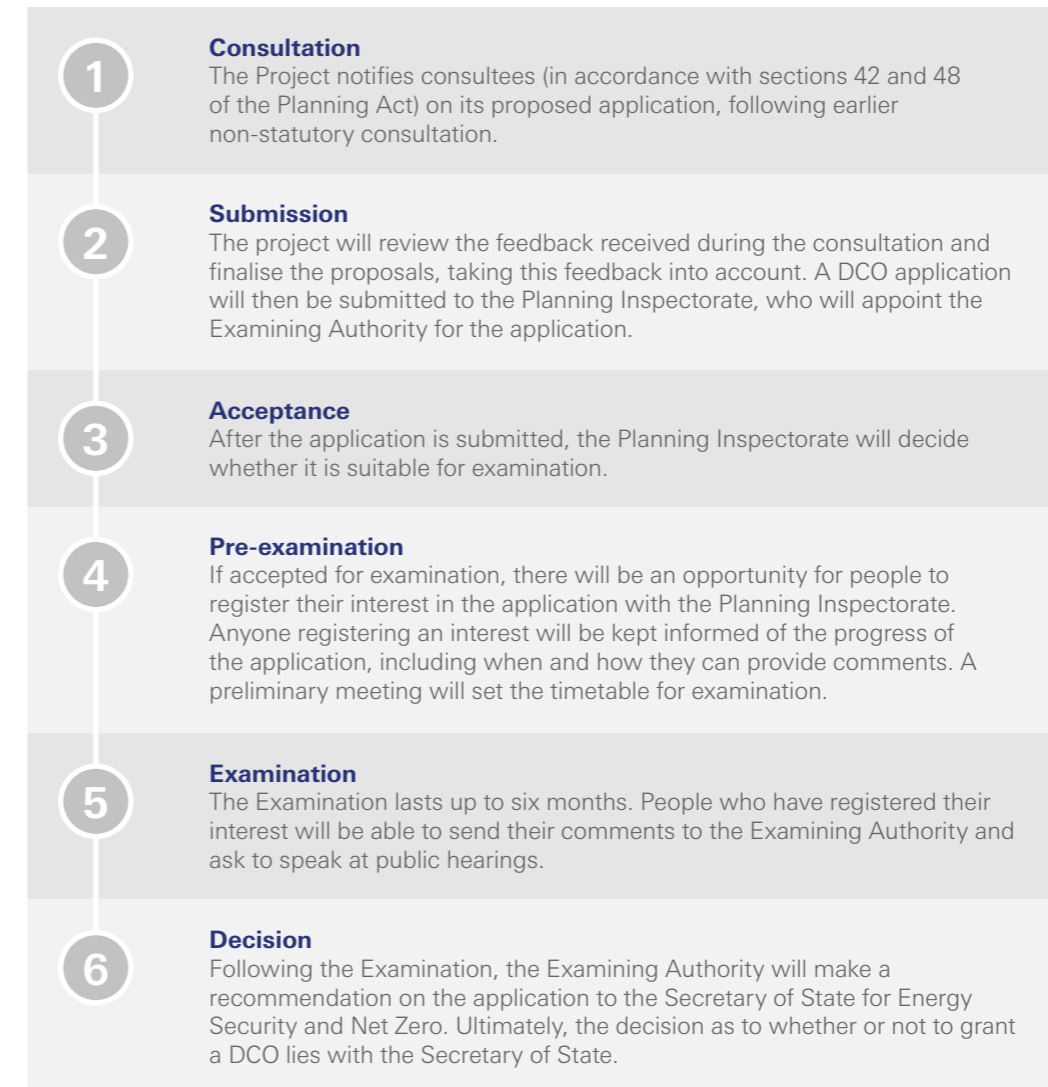 1
Consultation
The Project notifies consultees (in accordance with sections 42 and 48
of the Planning Act) on its proposed application, following earlier
non-statutory consultation.
2
Submission
The project will review the feedback received during the consultation and
finalise the proposals, taking this feedback into account. A DCO application
will then be submitted to the Planning Inspectorate, who will appoint the
Examining Authority for the application.
3
Acceptance
After the application is submitted, the Planning Inspectorate will decide
whether it is suitable for examination.
4
Pre-examination
If accepted for examination, there will be an opportunity for people to
register their interest in the application with the Planning Inspectorate.
Anyone registering an interest will be kept informed of the progress of
the application, including when and how they can provide comments. A
preliminary meeting will set the timetable for examination.
5
Examination
The Examination lasts up to six months. People who have registered their
interest will be able to send their comments to the Examining Authority and
ask to speak at public hearings.
6
Decision
Following the Examination, the Examining Authority will make a
recommendation on the application to the Secretary of State for Energy
Security and Net Zero. Ultimately, the decision as to whether or not to grant
a DCO lies with the Secretary of State.